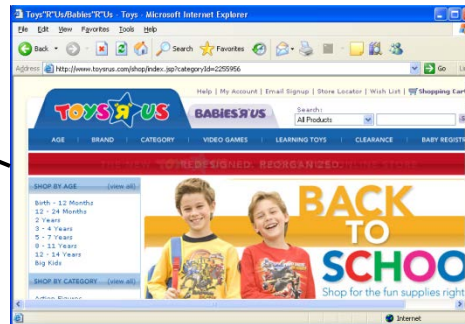 Toys"R"Us/Babies"R"Us - Toys - Microsoft Internet Explorer
File Edit View Favorites Tools Help
Back Search Favorites
Address http://www.toysrus.com/shop/index.jsp?categoryId=2255956 Go
Help | My Account | Email Signup | Store Locator | Wish List | Shopping Cart
TOYS R US BABIES R US
Search:
All Products
AGE BRAND CATEGORY VIDEO GAMES LEARNING TOYS CLEARANCE BABY REGIST
REDESIGNED. REORGANIZED.
SHOP BY AGE (view all)
Birth - 12 Months
12 - 24 Months
2 Years
3 - 4 Years
5 - 7 Years
8 - 11 Years
12 - 14 Years
Big Kids
SHOP BY CATEGORY (view all)
Action Figures
BACK
TO
SCHOO
Shop for the fun supplies right
Internet